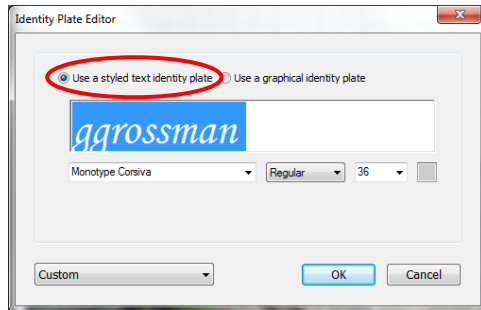 Identity Plate Editor
Use a styled text identity plate Use a graphical identity plate
ggrossman
Monotype Corsiva Regular 36
Custom OK Cancel